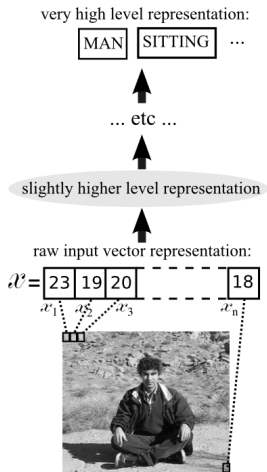 very high level representation:
MAN SITTING ...
... etc ...
slightly higher level representation
raw input vector representation:
x = 23 19 20 18
x1 x2 x3 xn